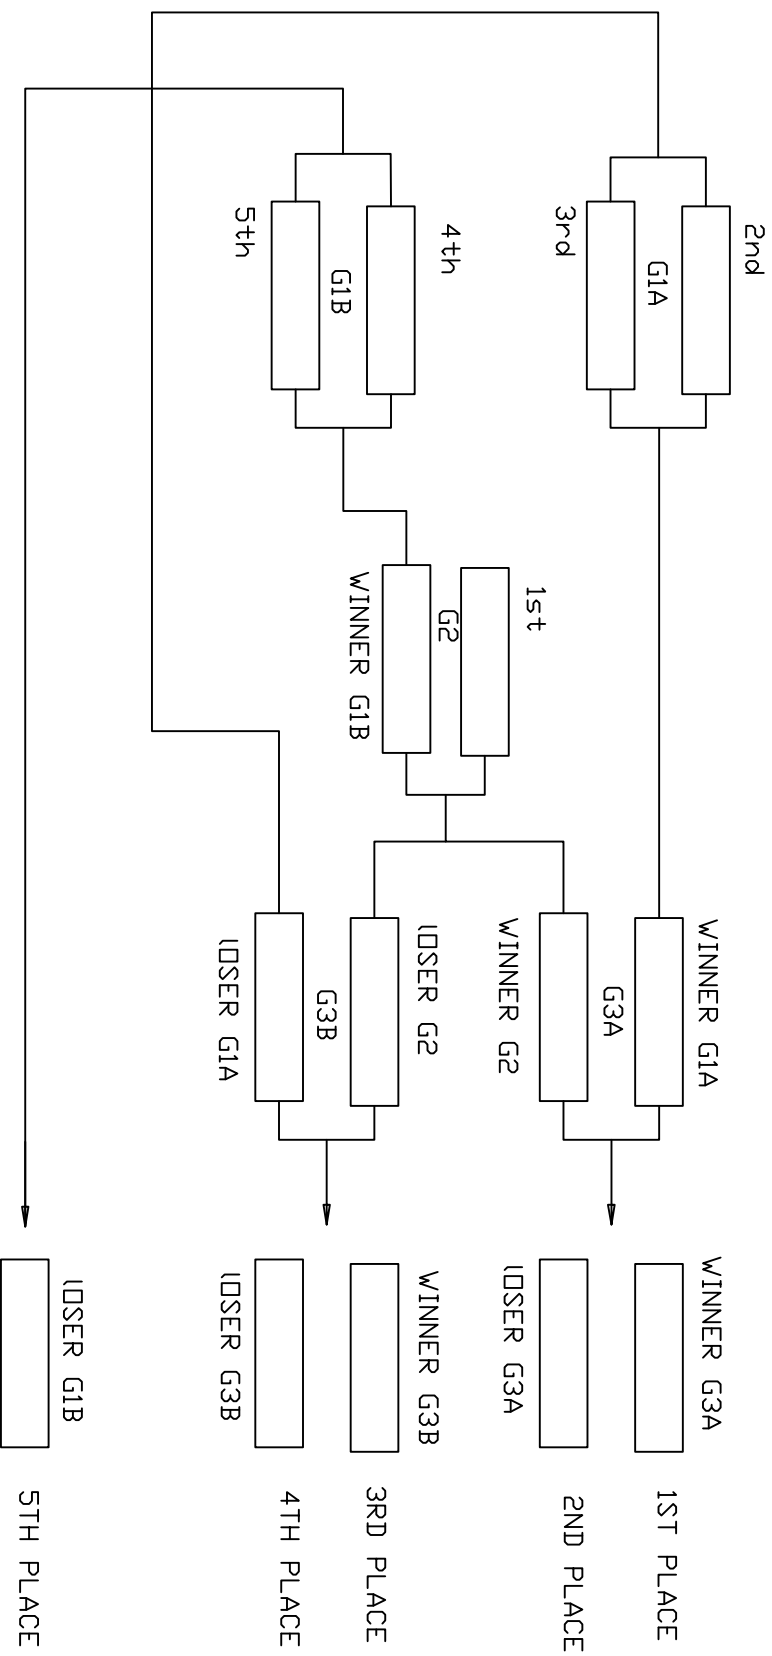 2nd
G1A
3rd
4th
G1B
5th
1st
G2
WINNER G1B
WINNER G1A
G3A
WINNER G2
lOSER G2
G3B
lOSER G1A
WINNER G3A
lOSER G3A
WINNER G3B
lOSER G3B
lOSER G1B
1ST PLACE
2ND PLACE
3RD PLACE
4TH PLACE
5TH PLACE